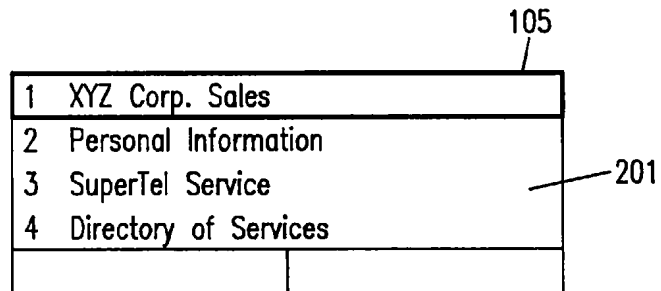 105
1 XYZ Corp. Sales
2 Personal Information
3 SuperTel Service
201
4 Directory of Services